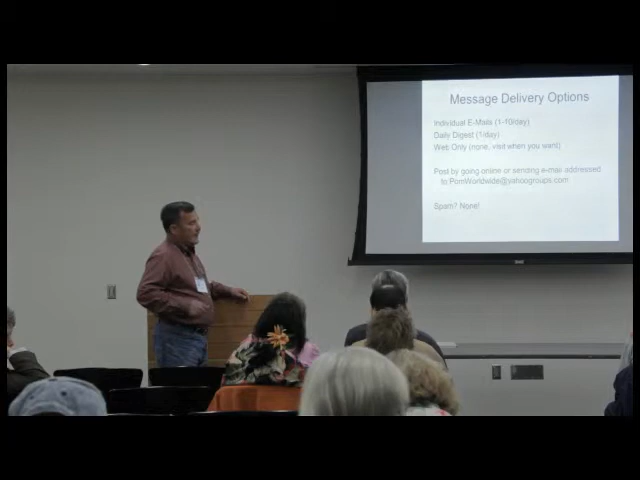 Message Delivery Options
Individual E-Mails (1-10/day)
Daily Digest (1/day)
Web Only (none, visit when you want)
Post by going online or sending e-mail addressed
to PomWorldwide@yahoogroups.com
Spam? None!